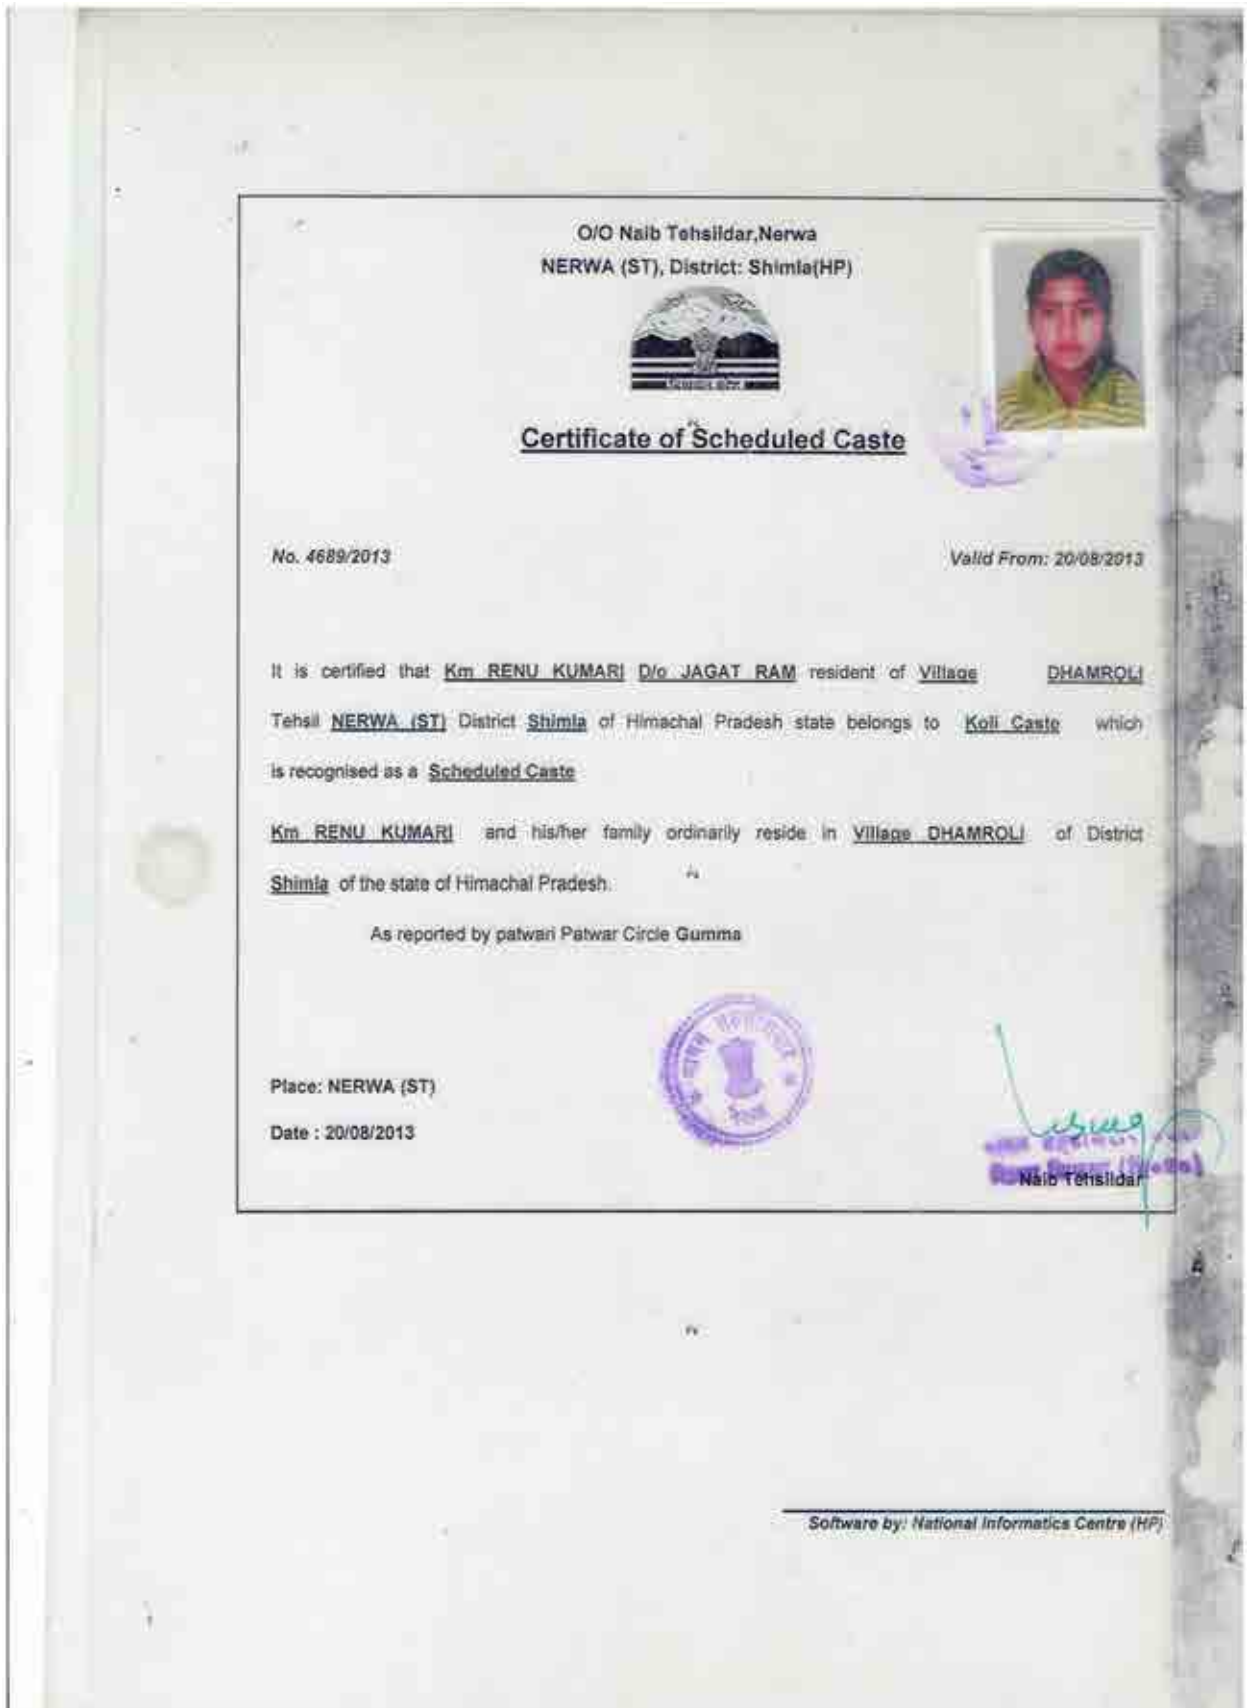 O/O Naib Tehsildar,Nerwa
NERWA (ST), District: Shimla(HP)
Certificate of Scheduled Caste
No. 4689/2013 Valid From: 20/08/2013
It is certified that Km RENU KUMARI D/o JAGAT RAM resident of Village DHAMROLI
Tehsil NERWA (ST) District Shimla of Himachal Pradesh state belongs to Koli Caste which
is recognised as a Scheduled Caste
Km RENU KUMARI and his/her family ordinarily reside in Village DHAMROLI of District
Shimla of the state of Himachal Pradesh.
As reported by patwari Patwar Circle Gumma
Place: NERWA (ST)
Date : 20/08/2013
Naib Tehsildar
Software by: National Informatics Centre (HP)